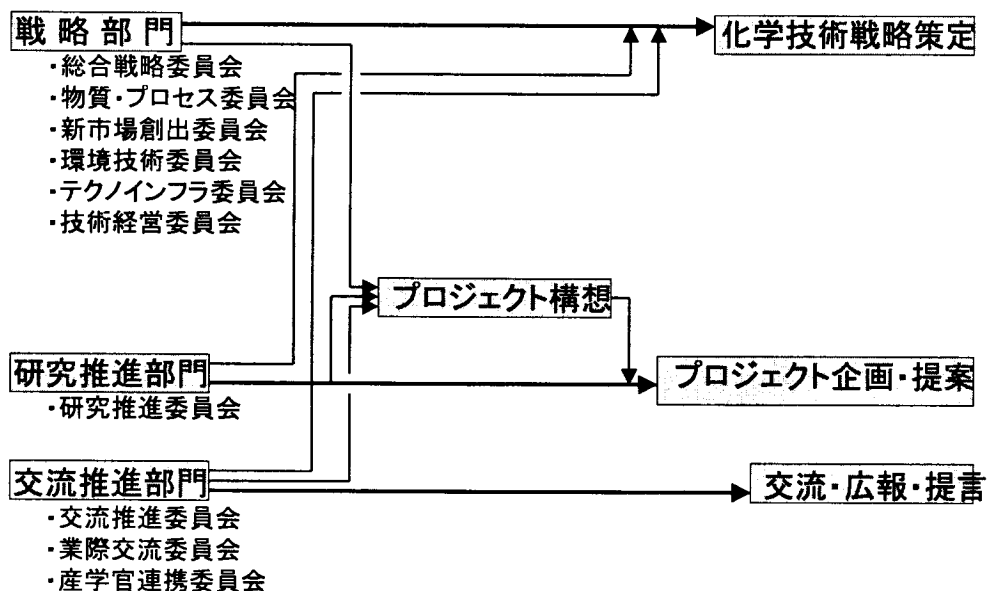 戦略部門
・総合戦略委員会
・物質・プロセス委員会
・新市場創出委員会
・環境技術委員会
・テクノインフラ委員会
・技術経営委員会
化学技術戦略策定
プロジェクト構想
研究推進部門
・研究推進委員会
プロジェクト企画・提案
交流推進部門
・交流推進委員会
・業際交流委員会
・産学官連携委員会
交流・広報・提言